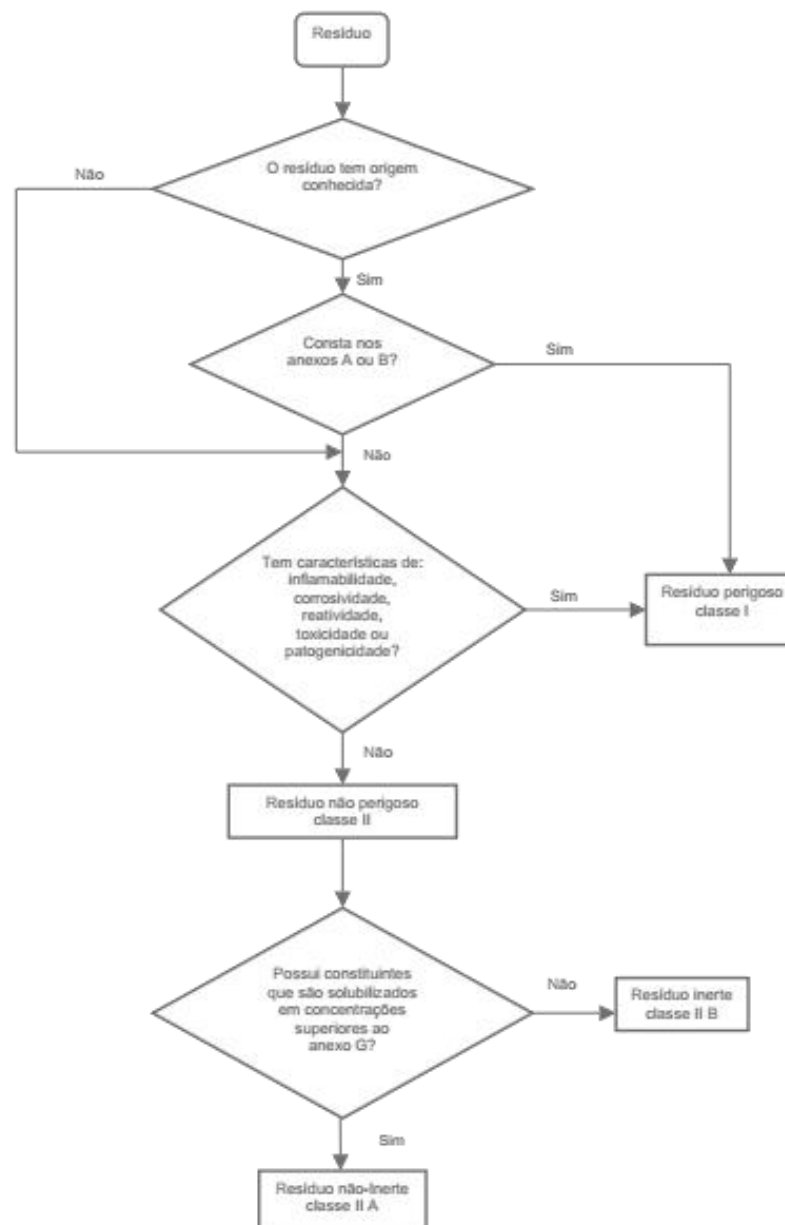 Resíduo
O resíduo tem origem
conhecida?
Não
Sim
Consta nos
anexos A ou B?
Sim
Não
Tem características de:
inflamabilidade,
corrosividade,
reatividade,
toxicidade ou
patogenicidade?
Sim
Resíduo perigoso
classe I
Não
Resíduo não perigoso
classe II
Possui constituintes
que são solubilizados
em concentrações
superiores ao
anexo G?
Não
Resíduo inerte
classe II B
Sim
Resíduo não-Inerte
classe II A